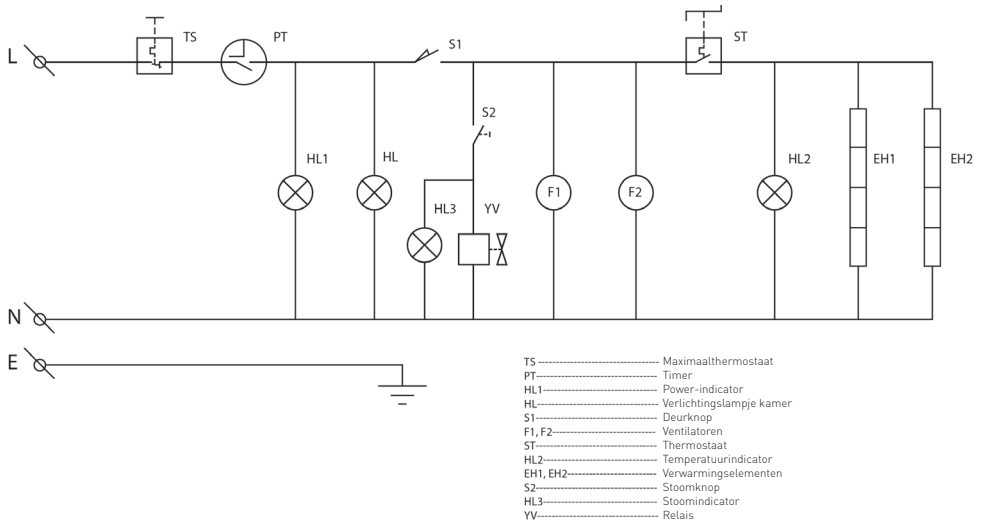 TS PT S1 ST
L
S2
HL1 HL HL2 EH1 EH2
F1 F2
HL3 YV
N
E
TS Maximaalthermostaat
PT Timer
HL1 Power-indicator
HL Verlichtingslampje kamer
S1 Deurknop
F1, F2 Ventilatoren
ST Thermostaat
HL2 Temperatuurindicator
EH1, EH2 Verwarmingselementen
S2 Stoomknop
HL3 Stoomindicator
YV Relais